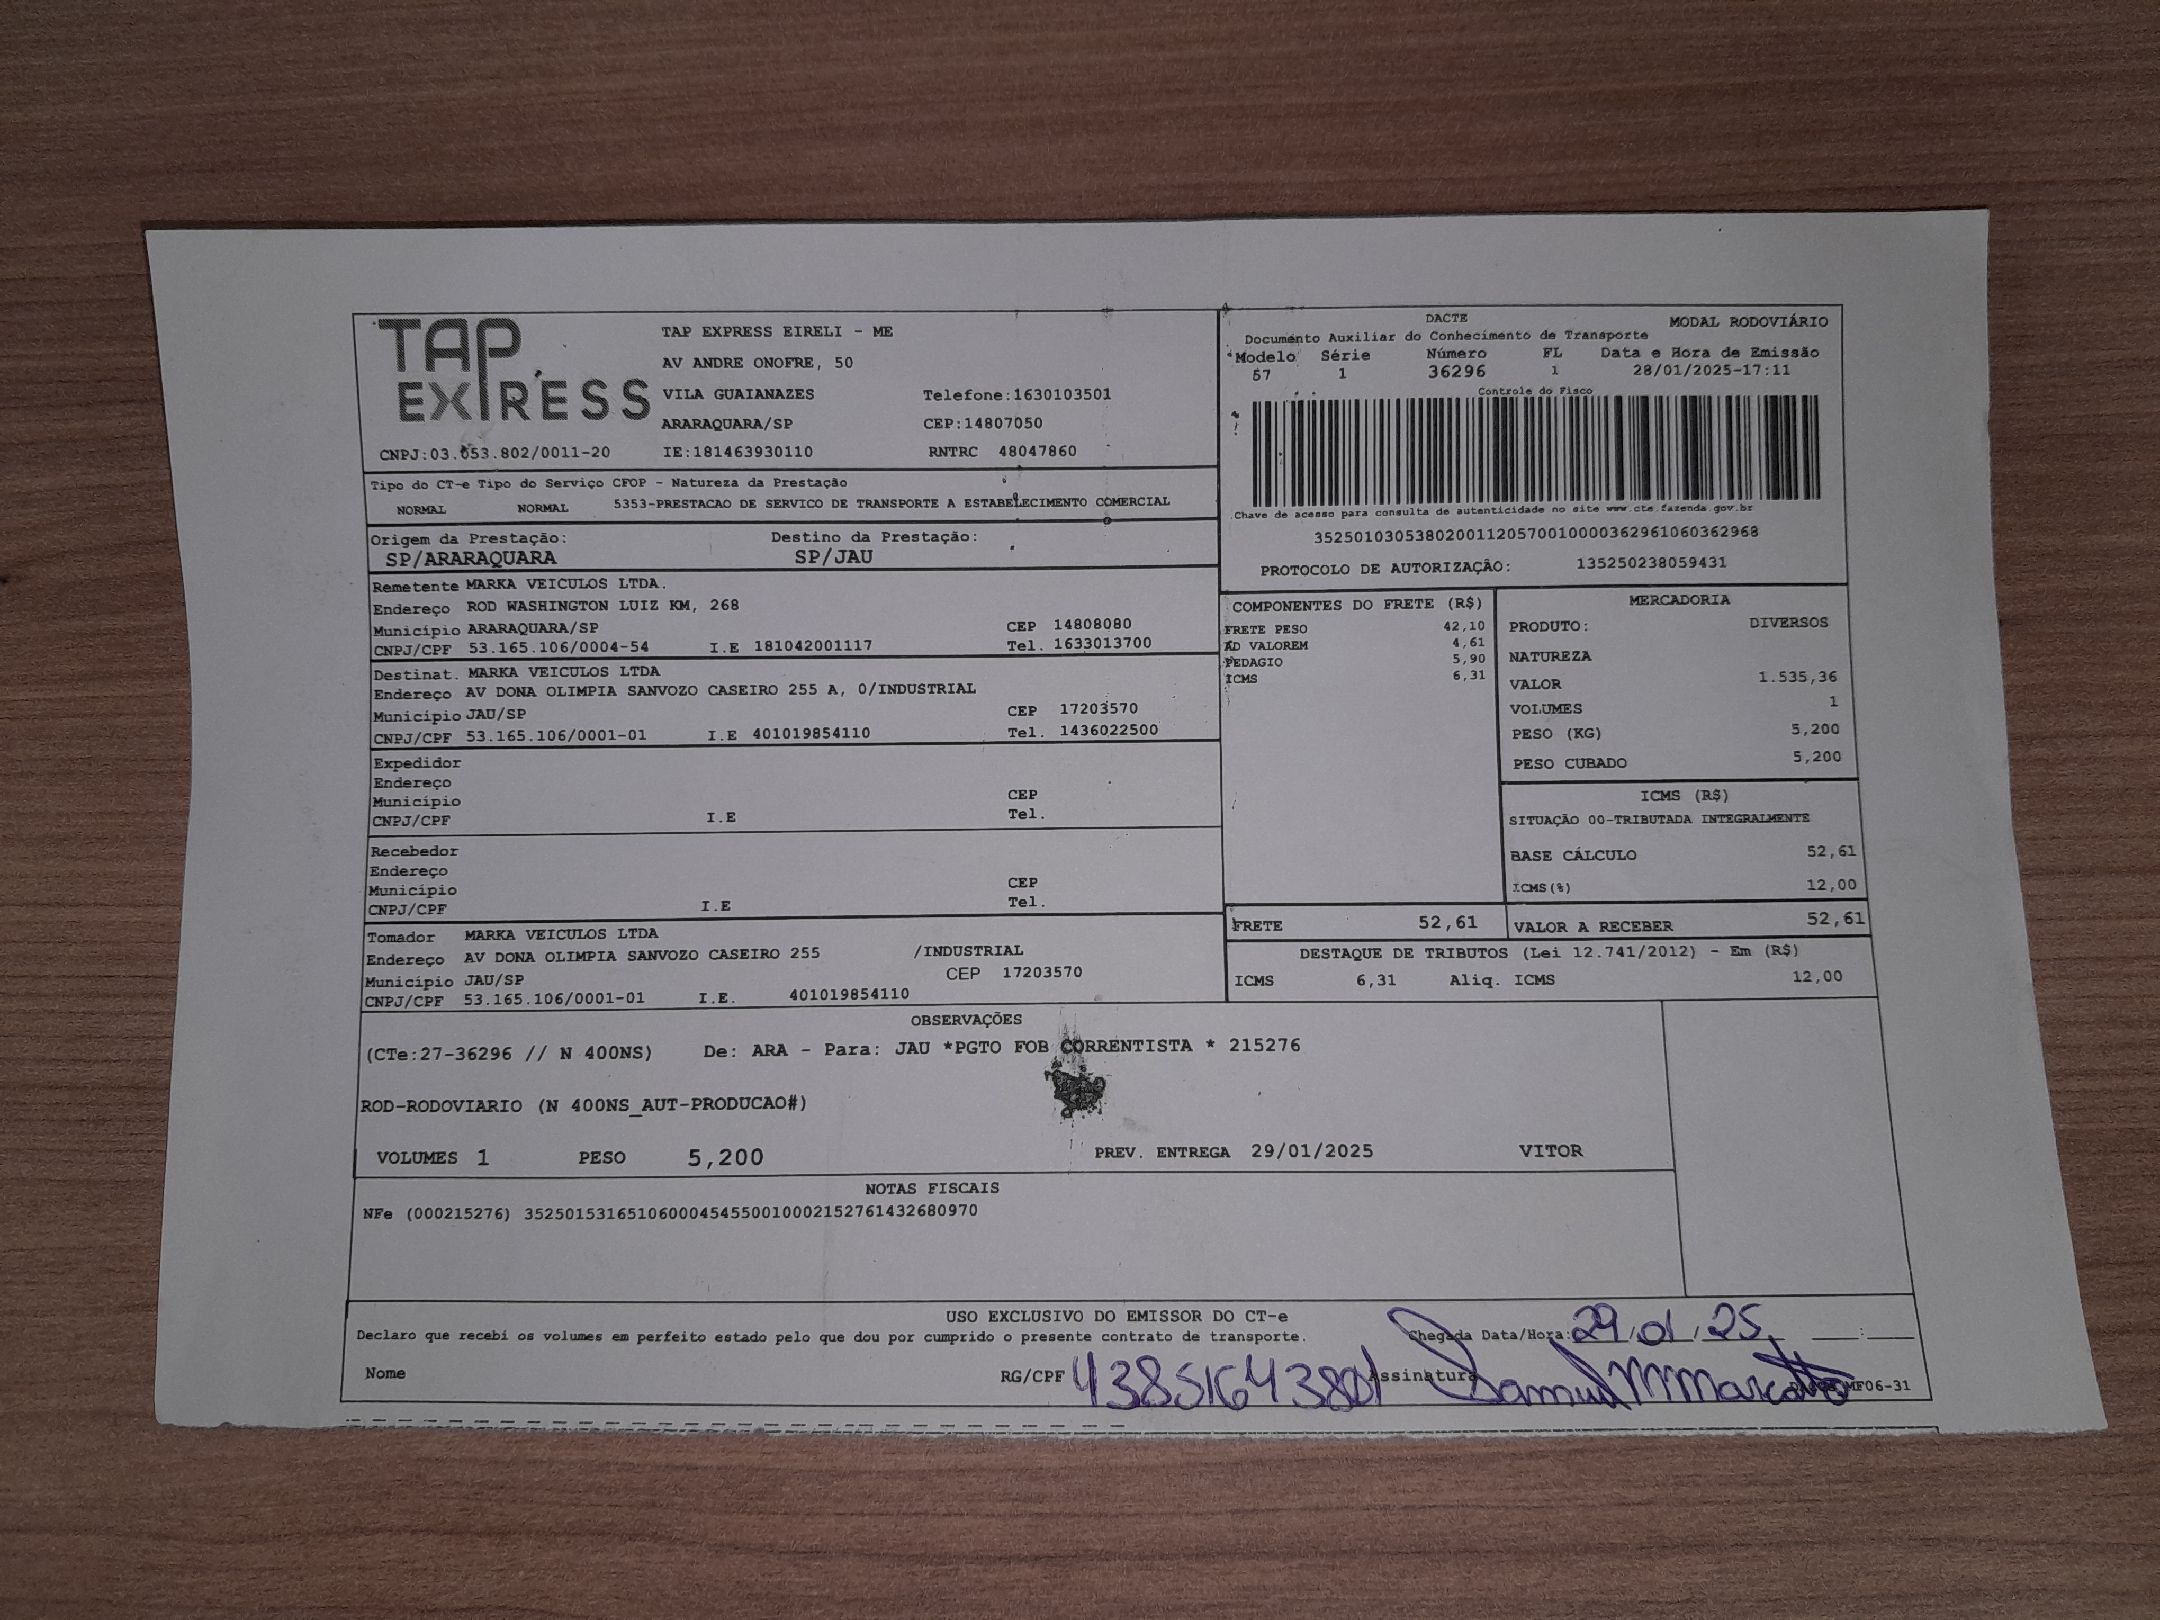 TAP
EXPRESS
CNPJ:03.053.802/0011-20
TAP EXPRESS EIRELI - ME
AV ANDRE ONOFRE, 50
VILA GUAIANAZES Telefone:1630103501
ARARAQUARA/SP CEP:14807050
IE:181463930110 RNTRC 48047860
DACTE MODAL RODOVIÁRIO
Documento Auxiliar do Conhecimento de Transporte
Modelo Série Número FL Data e Hora de Emissão
57 1 36296 1 28/01/2025-17:11
Controle do Fisco
Chave de acesso para consulta de autenticidade no site www.cte.fazenda.gov.br
35250103053802001120570010000362961060362968
PROTOCOLO DE AUTORIZAÇÃO: 135250238059431
Tipo do CT-e Tipo do Serviço CFOP - Natureza da Prestação
NORMAL NORMAL 5353-PRESTACAO DE SERVICO DE TRANSPORTE A ESTABELECIMENTO COMERCIAL
Origem da Prestação: Destino da Prestação:
SP/ARARAQUARA SP/JAU
Remetente MARKA VEICULOS LTDA.
Endereço ROD WASHINGTON LUIZ KM, 268
Município ARARAQUARA/SP CEP 14808080
CNPJ/CPF 53.165.106/0004-54 I.E 181042001117 Tel. 1633013700
Destinat. MARKA VEICULOS LTDA
Endereço AV DONA OLIMPIA SANVOZO CASEIRO 255 A, 0/INDUSTRIAL
Município JAU/SP CEP 17203570
CNPJ/CPF 53.165.106/0001-01 I.E 401019854110 Tel. 1436022500
Expedidor
Endereço
Município CEP
CNPJ/CPF I.E Tel.
Recebedor
Endereço
Município CEP
CNPJ/CPF I.E Tel.
Tomador MARKA VEICULOS LTDA
Endereço AV DONA OLIMPIA SANVOZO CASEIRO 255 /INDUSTRIAL
Município JAU/SP CEP 17203570
CNPJ/CPF 53.165.106/0001-01 I.E. 401019854110
COMPONENTES DO FRETE (R$)
FRETE PESO 42,10
AD VALOREM 4,61
PEDAGIO 5,90
ICMS 6,31
MERCADORIA
PRODUTO: DIVERSOS
NATUREZA
VALOR 1.535,36
VOLUMES 1
PESO (KG) 5,200
PESO CUBADO 5,200
ICMS (R$)
SITUAÇÃO 00-TRIBUTADA INTEGRALMENTE
BASE CÁLCULO 52,61
ICMS(%) 12,00
FRETE 52,61 VALOR A RECEBER 52,61
DESTAQUE DE TRIBUTOS (Lei 12.741/2012) - Em (R$)
ICMS 6,31 Aliq. ICMS 12,00
OBSERVAÇÕES
(CTe:27-36296 // N 400NS) De: ARA - Para: JAU *PGTO FOB CORRENTISTA * 215276
ROD-RODOVIARIO (N 400NS_AUT-PRODUCAO#)
VOLUMES 1 PESO 5,200 PREV. ENTREGA 29/01/2025 VITOR
NOTAS FISCAIS
NFe (000215276) 35250153165106000454550010002152761432680970
USO EXCLUSIVO DO EMISSOR DO CT-e
Declaro que recebi os volumes em perfeito estado pelo que dou por cumprido o presente contrato de transporte. Chegada Data/Hora: 29/01/25 __:__
Nome RG/CPF 43851643801 Assinatura
MF06-31